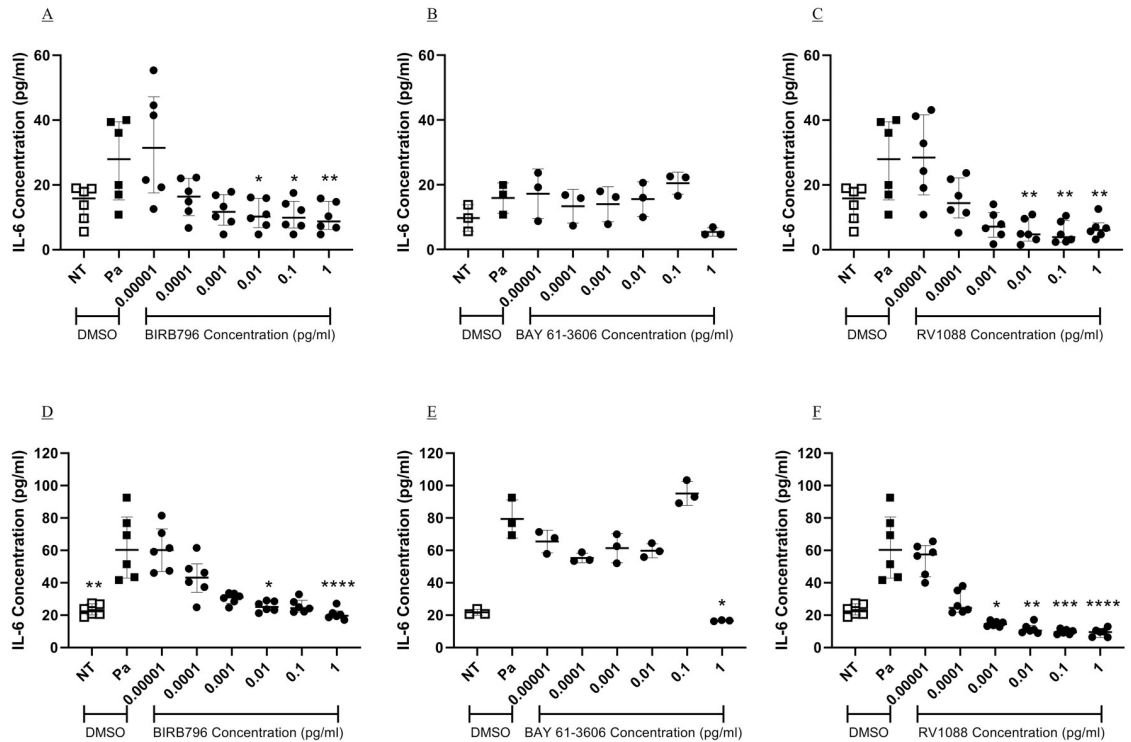 A
IL-6 Concentration (pg/ml)
60
40
20
0
* * **
NT Pa 0.00001 0.0001 0.001 0.01 0.1 1
DMSO BIRB796 Concentration (pg/ml)
B
IL-6 Concentration (pg/ml)
60
40
20
0
NT Pa 0.00001 0.0001 0.001 0.01 0.1 1
DMSO BAY 61-3606 Concentration (pg/ml)
C
IL-6 Concentration (pg/ml)
60
40
20
0
** ** **
NT Pa 0.00001 0.0001 0.001 0.01 0.1 1
DMSO RV1088 Concentration (pg/ml)
D
IL-6 Concentration (pg/ml)
120
100
80
60
40
20
0
** * ****
NT Pa 0.00001 0.0001 0.001 0.01 0.1 1
DMSO BIRB796 Concentration (pg/ml)
E
IL-6 Concentration (pg/ml)
120
100
80
60
40
20
0
*
NT Pa 0.00001 0.0001 0.001 0.01 0.1 1
DMSO BAY 61-3606 Concentration (pg/ml)
F
IL-6 Concentration (pg/ml)
120
100
80
60
40
20
0
* ** *** ****
NT Pa 0.00001 0.0001 0.001 0.01 0.1 1
DMSO RV1088 Concentration (pg/ml)